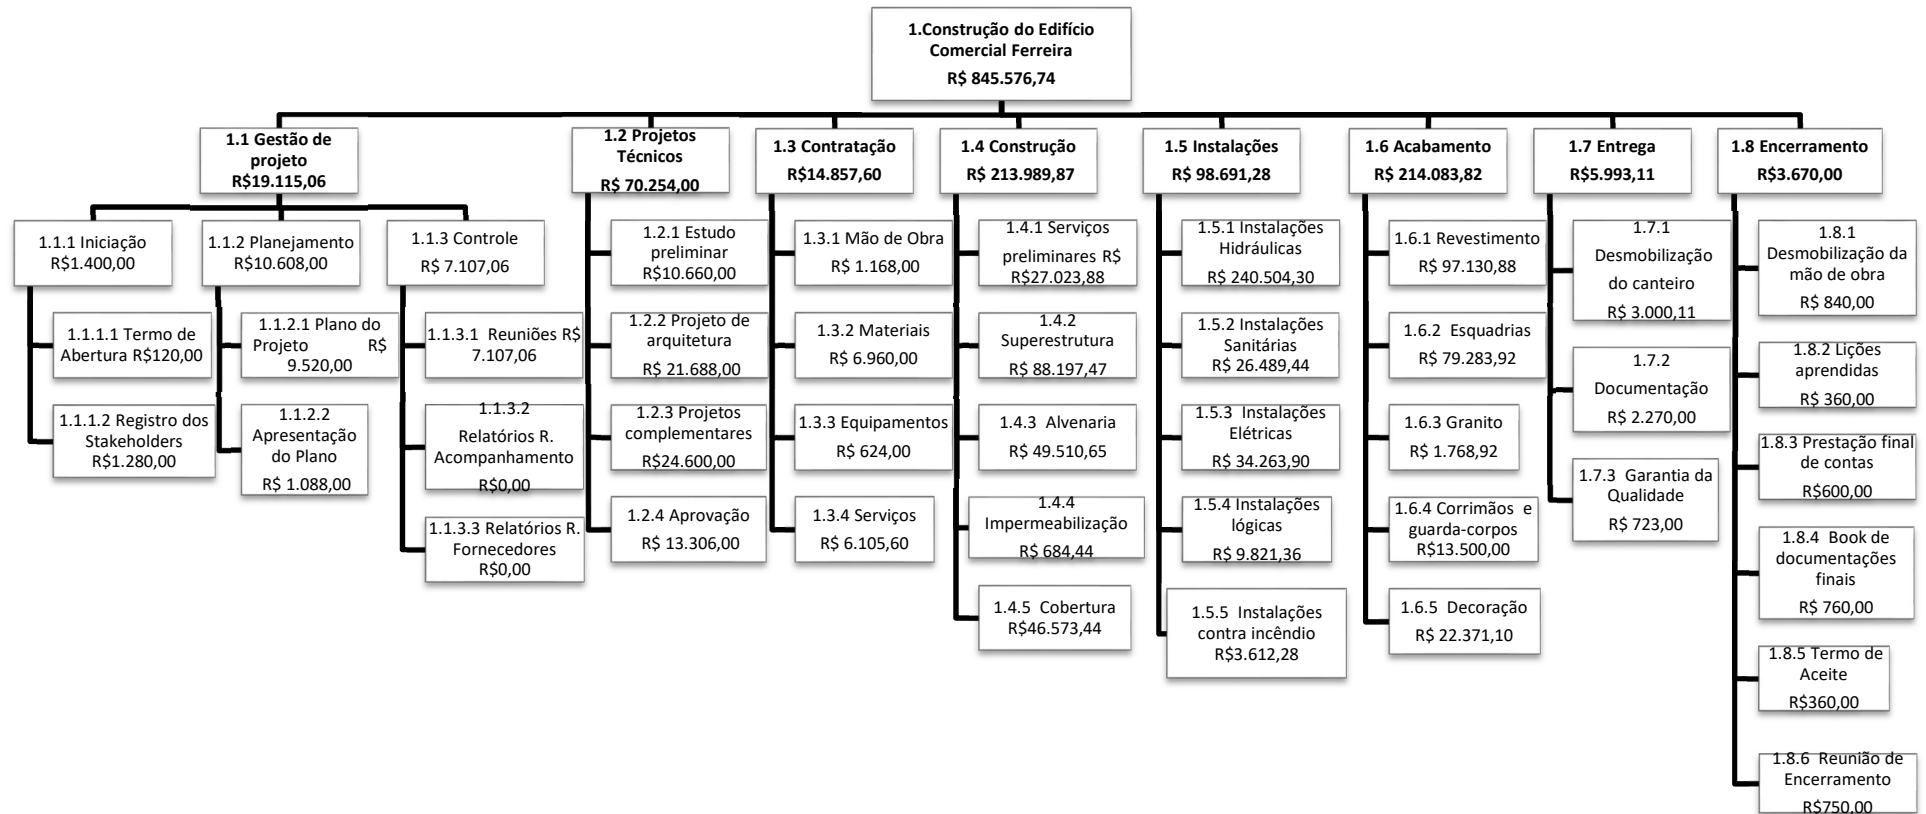 1.Construção do Edifício
Comercial Ferreira
R$ 845.576,74
1.1 Gestão de
projeto
R$19.115,06
1.2 Projetos
Técnicos
R$ 70.254,00
1.3 Contratação
R$14.857,60
1.4 Construção
R$ 213.989,87
1.5 Instalações
R$ 98.691,28
1.6 Acabamento
R$ 214.083,82
1.7 Entrega
R$5.993,11
1.8 Encerramento
R$3.670,00
1.1.1 Iniciação
R$1.400,00
1.1.1.1 Termo de
Abertura R$120,00
1.1.1.2 Registro dos
Stakeholders
R$1.280,00
1.1.2 Planejamento
R$10.608,00
1.1.2.1 Plano do
Projeto R$
9.520,00
1.1.2.2
Apresentação
do Plano
R$ 1.088,00
1.1.3 Controle
R$ 7.107,06
1.1.3.1 Reuniões R$
7.107,06
1.1.3.2
Relatórios R.
Acompanhamento
R$0,00
1.1.3.3 Relatórios R.
Fornecedores
R$0,00
1.2.1 Estudo
preliminar
R$10.660,00
1.2.2 Projeto de
arquitetura
R$ 21.688,00
1.2.3 Projetos
complementares
R$24.600,00
1.2.4 Aprovação
R$ 13.306,00
1.3.1 Mão de Obra
R$ 1.168,00
1.3.2 Materiais
R$ 6.960,00
1.3.3 Equipamentos
R$ 624,00
1.3.4 Serviços
R$ 6.105,60
1.4.1 Serviços
preliminares R$
R$27.023,88
1.4.2
Superestrutura
R$ 88.197,47
1.4.3 Alvenaria
R$ 49.510,65
1.4.4
Impermeabilização
R$ 684,44
1.4.5 Cobertura
R$46.573,44
1.5.1 Instalações
Hidráulicas
R$ 240.504,30
1.5.2 Instalações
Sanitárias
R$ 26.489,44
1.5.3 Instalações
Elétricas
R$ 34.263,90
1.5.4 Instalações
lógicas
R$ 9.821,36
1.5.5 Instalações
contra incêndio
R$3.612,28
1.6.1 Revestimento
R$ 97.130,88
1.6.2 Esquadrias
R$ 79.283,92
1.6.3 Granito
R$ 1.768,92
1.6.4 Corrimãos e
guarda-corpos
R$13.500,00
1.6.5 Decoração
R$ 22.371,10
1.7.1
Desmobilização
do canteiro
R$ 3.000,11
1.7.2
Documentação
R$ 2.270,00
1.7.3 Garantia da
Qualidade
R$ 723,00
1.8.1
Desmobilização da
mão de obra
R$ 840,00
1.8.2 Lições
aprendidas
R$ 360,00
1.8.3 Prestação final
de contas
R$600,00
1.8.4 Book de
documentações
finais
R$ 760,00
1.8.5 Termo de
Aceite
R$360,00
1.8.6 Reunião de
Encerramento
R$750,00